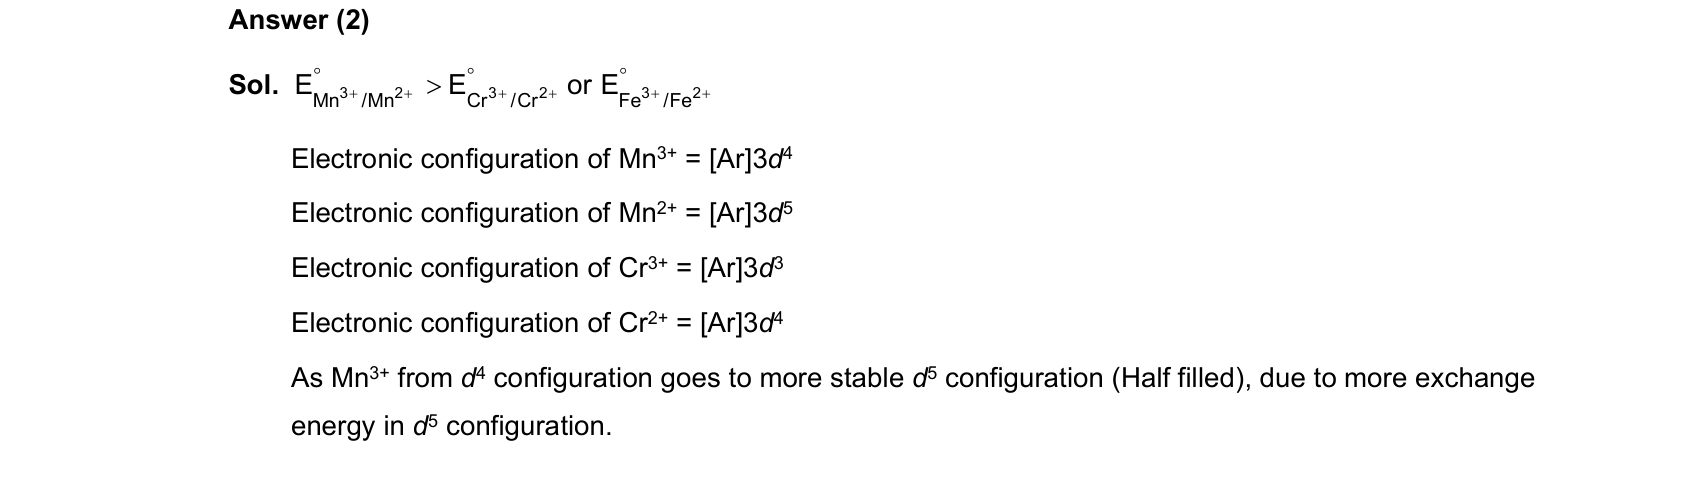 Answer (2)
Sol. E°Mn³⁺/Mn²⁺ > E°Cr³⁺/Cr²⁺ or E°Fe³⁺/Fe²⁺
Electronic configuration of Mn³⁺ = [Ar]3d⁴
Electronic configuration of Mn²⁺ = [Ar]3d⁵
Electronic configuration of Cr³⁺ = [Ar]3d³
Electronic configuration of Cr²⁺ = [Ar]3d⁴
As Mn³⁺ from d⁴ configuration goes to more stable d⁵ configuration (Half filled), due to more exchange
energy in d⁵ configuration.